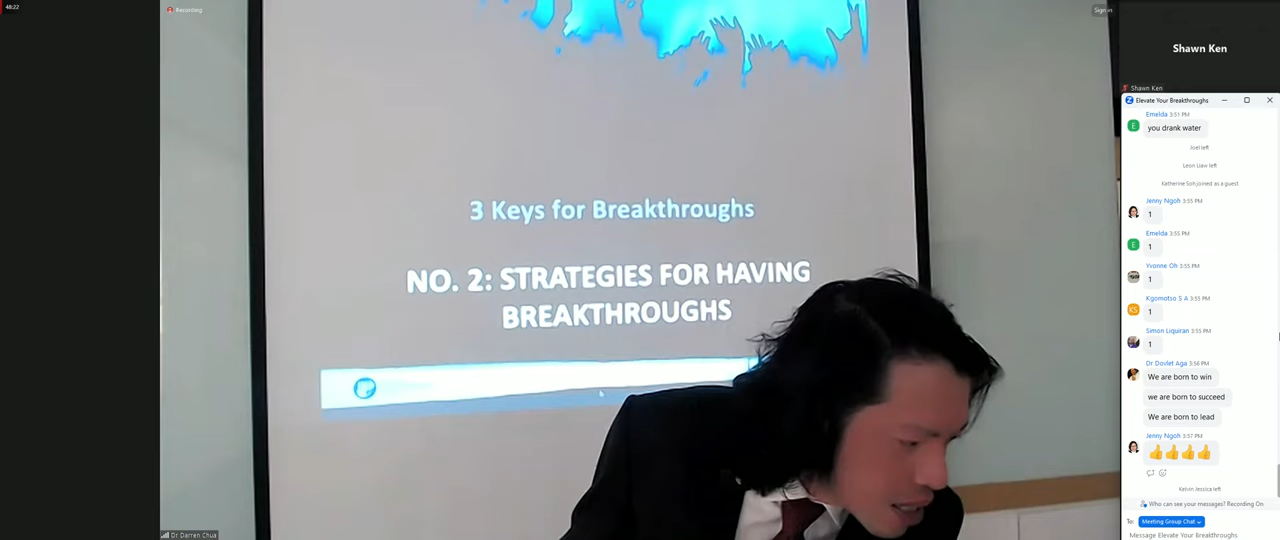 48:22
Recording
Sign in
3 Keys for Breakthroughs
NO. 2: STRATEGIES FOR HAVING
BREAKTHROUGHS
Dr Darren Chua
Shawn Ken
Shawn Ken
Elevate Your Breakthroughs
Emelda 3:51 PM
E
you drank water
Joel left
Leon Liaw left
Katherine Soh joined as a guest
Jenny Ngoh 3:55 PM
1
Emelda 3:55 PM
E
1
Yvonne Oh 3:55 PM
1
Kgomotso S A 3:55 PM
KS
1
Simon Liquiran 3:55 PM
1
Dr Dovlet Aga 3:56 PM
We are born to win
we are born to succeed
We are born to lead
Jenny Ngoh 3:57 PM
👍👍👍👍
Kelvin Jessica left
Who can see your messages? Recording On
To: Meeting Group Chat
Message Elevate Your Breakthroughs